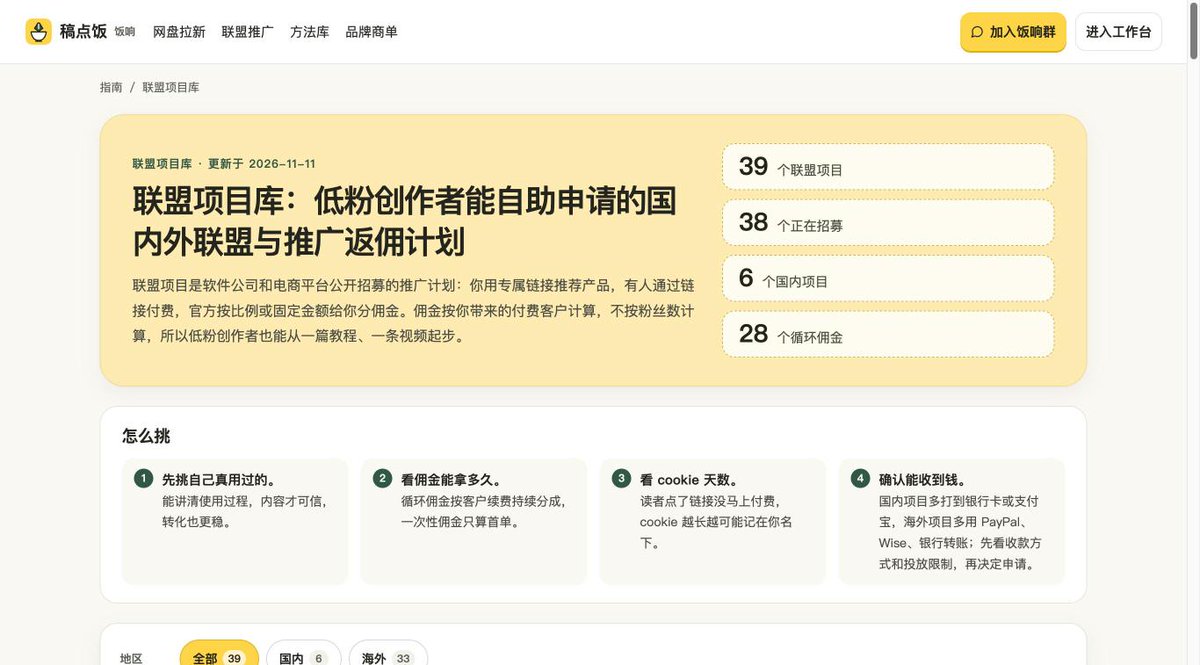 稿点饭 饭响 网盘拉新 联盟推广 方法库 品牌商单 加入饭响群 进入工作台
指南 / 联盟项目库
联盟项目库 · 更新于 2026-11-11
联盟项目库：低粉创作者能自助申请的国
内外联盟与推广返佣计划
联盟项目是软件公司和电商平台公开招募的推广计划：你用专属链接推荐产品，有人通过链
接付费，官方按比例或固定金额给你分佣金。佣金按你带来的付费客户计算，不按粉丝数计
算，所以低粉创作者也能从一篇教程、一条视频起步。
39 个联盟项目
38 个正在招募
6 个国内项目
28 个循环佣金
怎么挑
1 先挑自己真用过的。
能讲清使用过程，内容才可信，
转化也更稳。
2 看佣金能拿多久。
循环佣金按客户续费持续分成，
一次性佣金只算首单。
3 看 cookie 天数。
读者点了链接没马上付费，
cookie 越长越可能记在你名
下。
4 确认能收到钱。
国内项目多打到银行卡或支付
宝，海外项目多用 PayPal、
Wise、银行转账；先看收款方
式和投放限制，再决定申请。
地区 全部 39 国内 6 海外 33